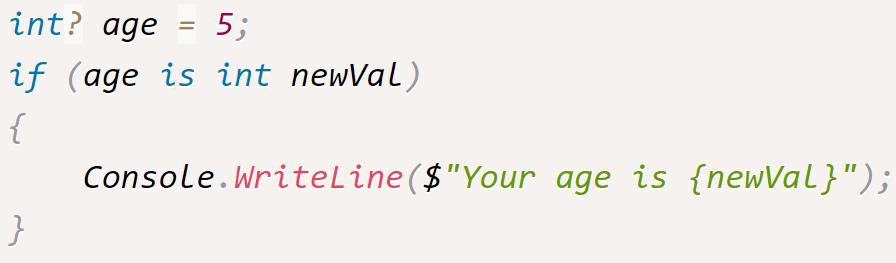 int? age = 5;
if (age is int newVal)
{
    Console.WriteLine($"Your age is {newVal}");
}